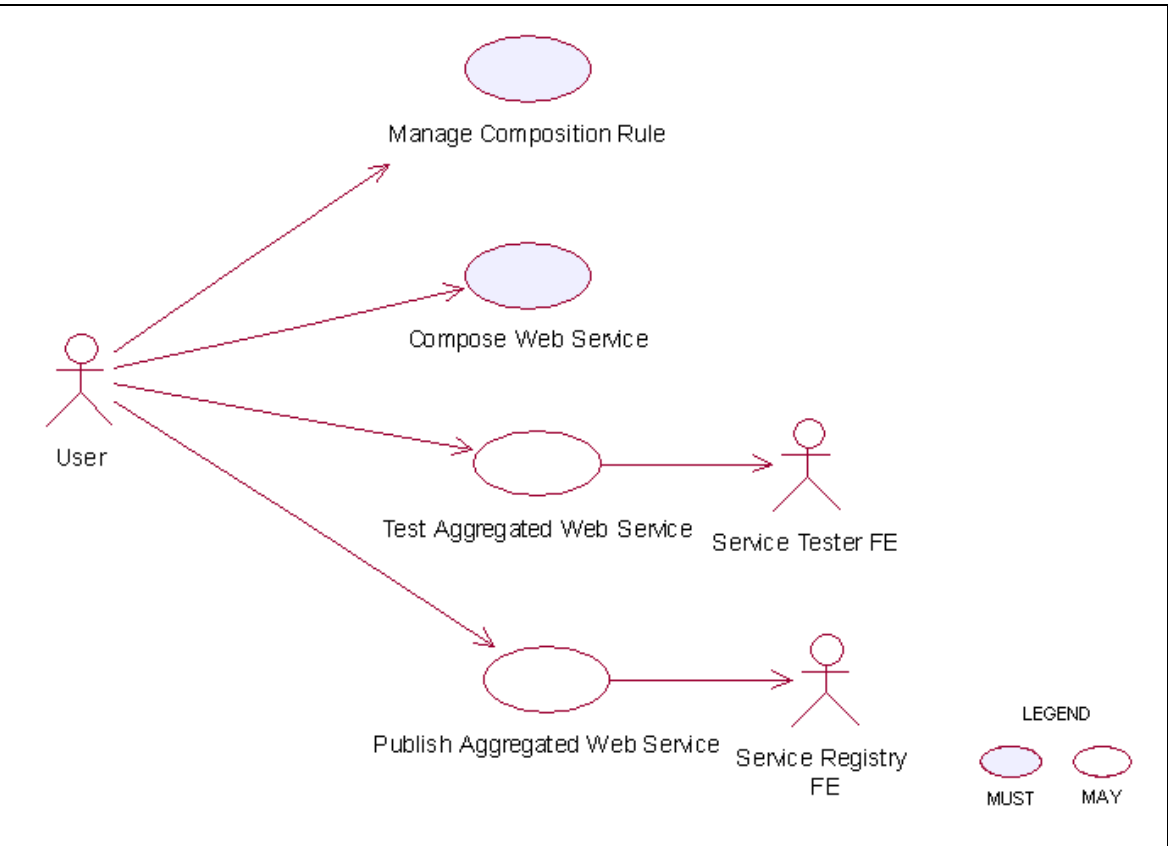 Manage Composition Rule
Compose Web Service
User
Test Aggregated Web Service
Service Tester FE
Publish Aggregated Web Service
Service Registry
FE
LEGEND
MUST
MAY